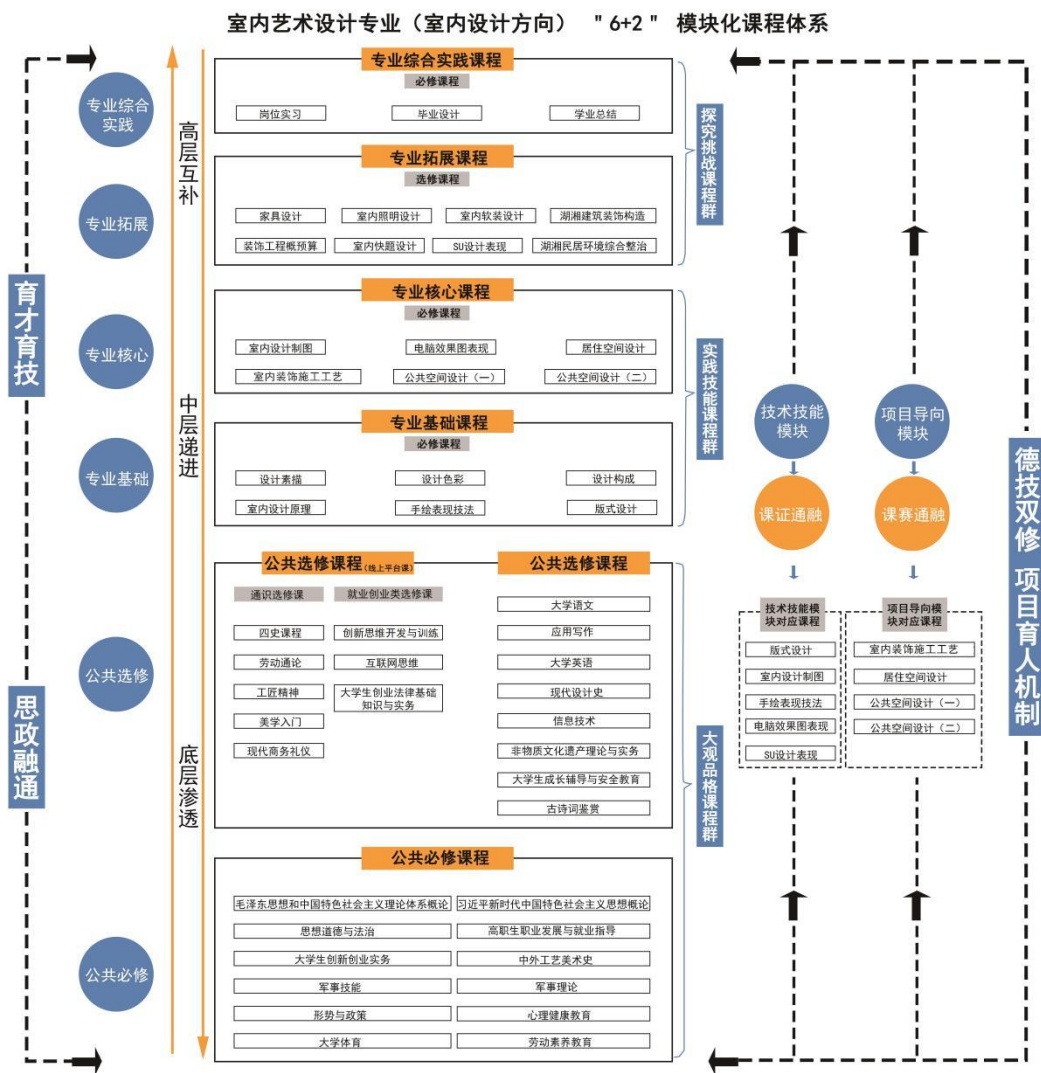 室内艺术设计专业（室内设计方向） "6+2" 模块化课程体系
育才育技
思政融通
专业综合
实践
专业拓展
专业核心
专业基础
公共选修
公共必修
高层互补
中层递进
底层渗透
专业综合实践课程
必修课程
岗位实习
毕业设计
学业总结
专业拓展课程
选修课程
家具设计
室内照明设计
室内软装设计
湖湘建筑装饰构造
装饰工程概预算
室内快题设计
SU设计表现
湖湘民居环境综合整治
专业核心课程
必修课程
室内设计制图
电脑效果图表现
居住空间设计
室内装饰施工工艺
公共空间设计（一）
公共空间设计（二）
专业基础课程
必修课程
设计素描
设计色彩
设计构成
室内设计原理
手绘表现技法
版式设计
公共选修课程(线上平台课)
通识选修课
就业创业类选修课
四史课程
创新思维开发与训练
劳动通论
互联网思维
工匠精神
大学生创业法律基础
知识与实务
美学入门
现代商务礼仪
公共选修课程
大学语文
应用写作
大学英语
现代设计史
信息技术
非物质文化遗产理论与实务
大学生成长辅导与安全教育
古诗词鉴赏
公共必修课程
毛泽东思想和中国特色社会主义理论体系概论
习近平新时代中国特色社会主义思想概论
思想道德与法治
高职生职业发展与就业指导
大学生创新创业实务
中外工艺美术史
军事技能
军事理论
形势与政策
心理健康教育
大学体育
劳动素养教育
探究挑战课程群
实践技能课程群
大观品格课程群
技术技能
模块
项目导向
模块
课证通融
课赛通融
技术技能模
块对应课程
版式设计
室内设计制图
手绘表现技法
电脑效果图表现
SU设计表现
项目导向模
块对应课程
室内装饰施工工艺
居住空间设计
公共空间设计（一）
公共空间设计（二）
德技双修 项目育人机制